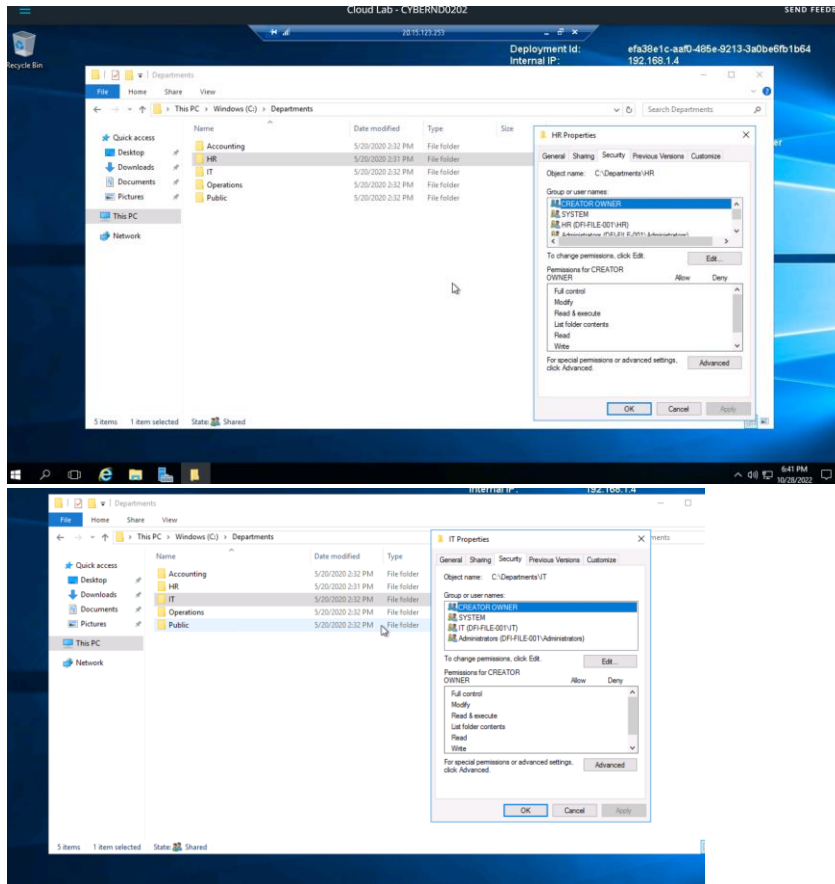 Cloud Lab - CYBERND0202 SEND FEEDB
20.15.123.253
Deployment Id: efa38e1c-aaf0-485e-9213-3a0be6fb1b64
Internal IP: 192.168.1.4
Recycle Bin
Departments
File Home Share View
This PC › Windows (C:) › Departments
Search Departments
Name Date modified Type Size
Quick access
Desktop
Downloads
Documents
Pictures
This PC
Network
Accounting 5/20/2020 2:32 PM File folder
HR 5/20/2020 2:31 PM File folder
IT 5/20/2020 2:32 PM File folder
Operations 5/20/2020 2:32 PM File folder
Public 5/20/2020 2:32 PM File folder
HR Properties
General Sharing Security Previous Versions Customize
Object name: C:\Departments\HR
Group or user names:
CREATOR OWNER
SYSTEM
HR (DFI-FILE-001\HR)
Administrators (DFI-FILE-001\Administrators)
To change permissions, click Edit.
Edit...
Permissions for CREATOR
OWNER Allow Deny
Full control
Modify
Read & execute
List folder contents
Read
Write
For special permissions or advanced settings,
click Advanced.
Advanced
OK Cancel Apply
5 items 1 item selected State: Shared
6:41 PM
10/28/2022
Internal IP: 192.168.1.4
Departments
File Home Share View
This PC › Windows (C:) › Departments
ments
Name Date modified Type
Quick access
Desktop
Downloads
Documents
Pictures
This PC
Network
Accounting 5/20/2020 2:32 PM File folder
HR 5/20/2020 2:31 PM File folder
IT 5/20/2020 2:32 PM File folder
Operations 5/20/2020 2:32 PM File folder
Public 5/20/2020 2:32 PM File folder
IT Properties
General Sharing Security Previous Versions Customize
Object name: C:\Departments\IT
Group or user names:
CREATOR OWNER
SYSTEM
IT (DFI-FILE-001\IT)
Administrators (DFI-FILE-001\Administrators)
To change permissions, click Edit.
Edit...
Permissions for CREATOR
OWNER Allow Deny
Full control
Modify
Read & execute
List folder contents
Read
Write
For special permissions or advanced settings,
click Advanced.
Advanced
OK Cancel Apply
5 items 1 item selected State: Shared